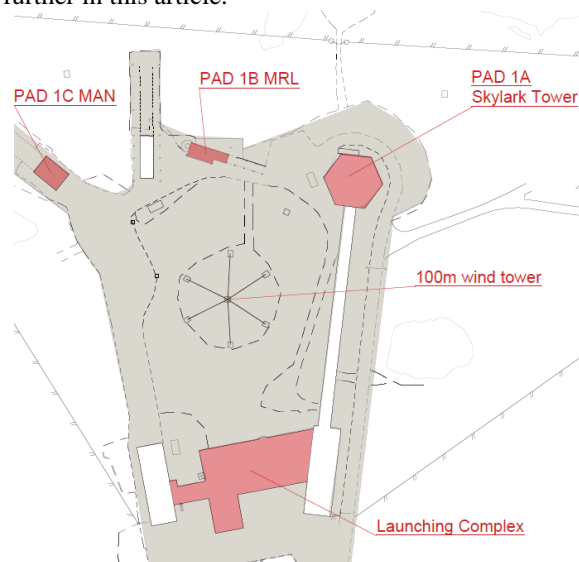 further in this article.
PAD 1B MRL
PAD 1A
Skylark Tower
PAD 1C MAN
100m wind tower
Launching Complex